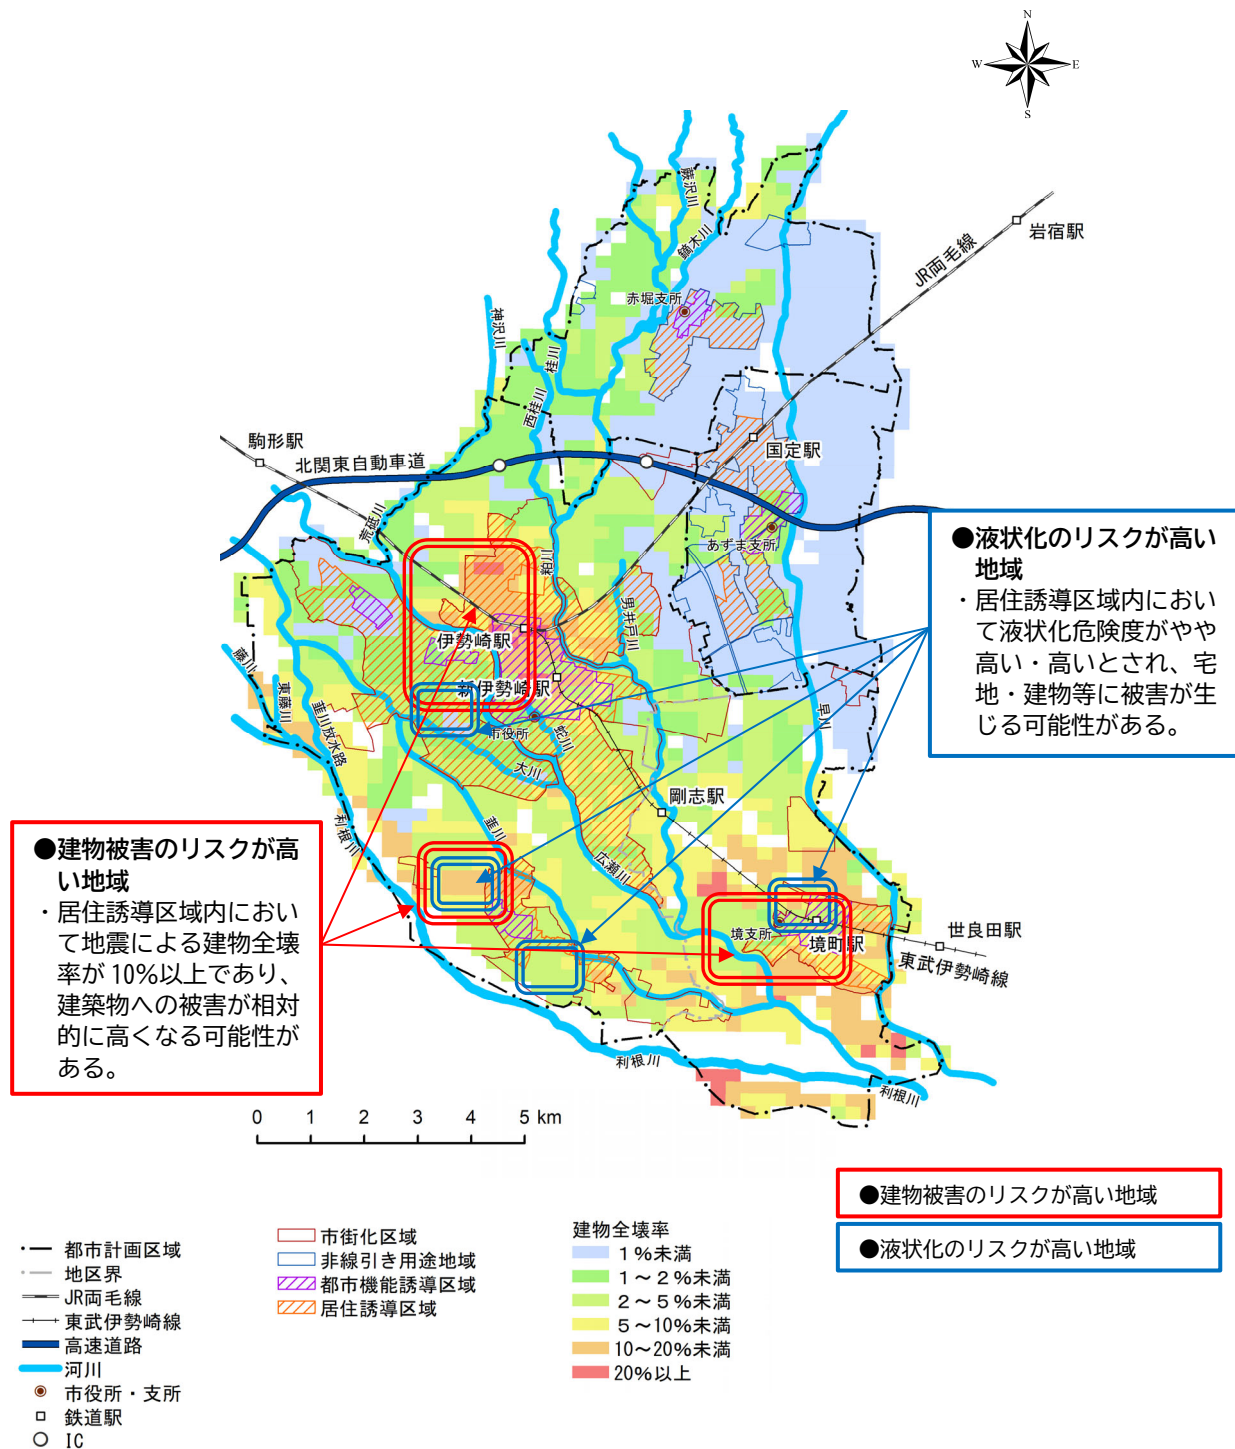 N
W
E
S
蕨沢川
鏑木川
岩宿駅
JR両毛線
赤堀支所
神沢川
桂川
西桂川
駒形駅
北関東自動車道
国定駅
荒砥川
粕川
あずま支所
男井戸川
伊勢崎駅
藤川
東藤川
韮川放水路
新伊勢崎駅
市役所
蛇川
早川
大川
剛志駅
利根川
韮川
広瀬川
境支所
境町駅
世良田駅
東武伊勢崎線
利根川
利根川
●液状化のリスクが高い
地域
・居住誘導区域内におい
て液状化危険度がやや
高い・高いとされ、宅
地・建物等に被害が生
じる可能性がある。
●建物被害のリスクが高
い地域
・居住誘導区域内におい
て地震による建物全壊
率が10%以上であり、
建築物への被害が相対
的に高くなる可能性が
ある。
0 1 2 3 4 5 km
●建物被害のリスクが高い地域
●液状化のリスクが高い地域
都市計画区域
地区界
JR両毛線
東武伊勢崎線
高速道路
河川
市役所・支所
鉄道駅
IC
市街化区域
非線引き用途地域
都市機能誘導区域
居住誘導区域
建物全壊率
1%未満
1~2%未満
2~5%未満
5~10%未満
10~20%未満
20%以上